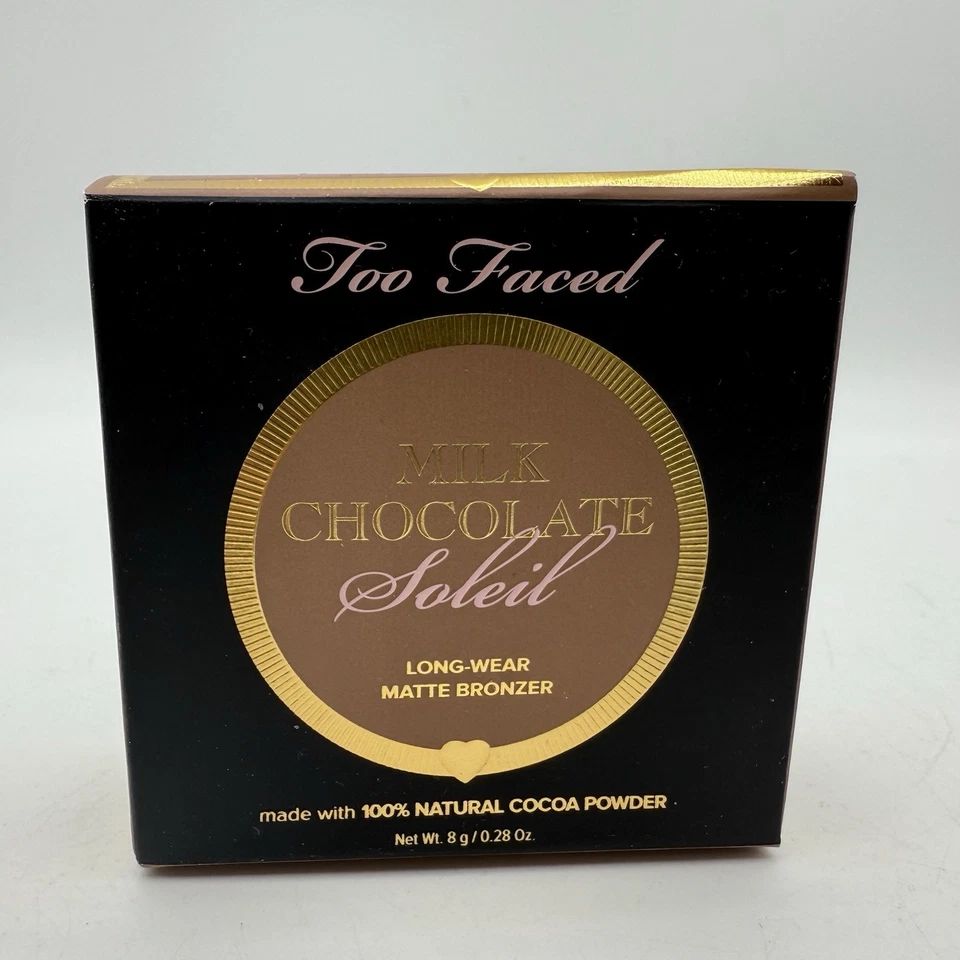 Too Faced
MILK
CHOCOLATE
Soleil
LONG-WEAR
MATTE BRONZER
made with 100% NATURAL COCOA POWDER
Net Wt. 8 g / 0.28 Oz.